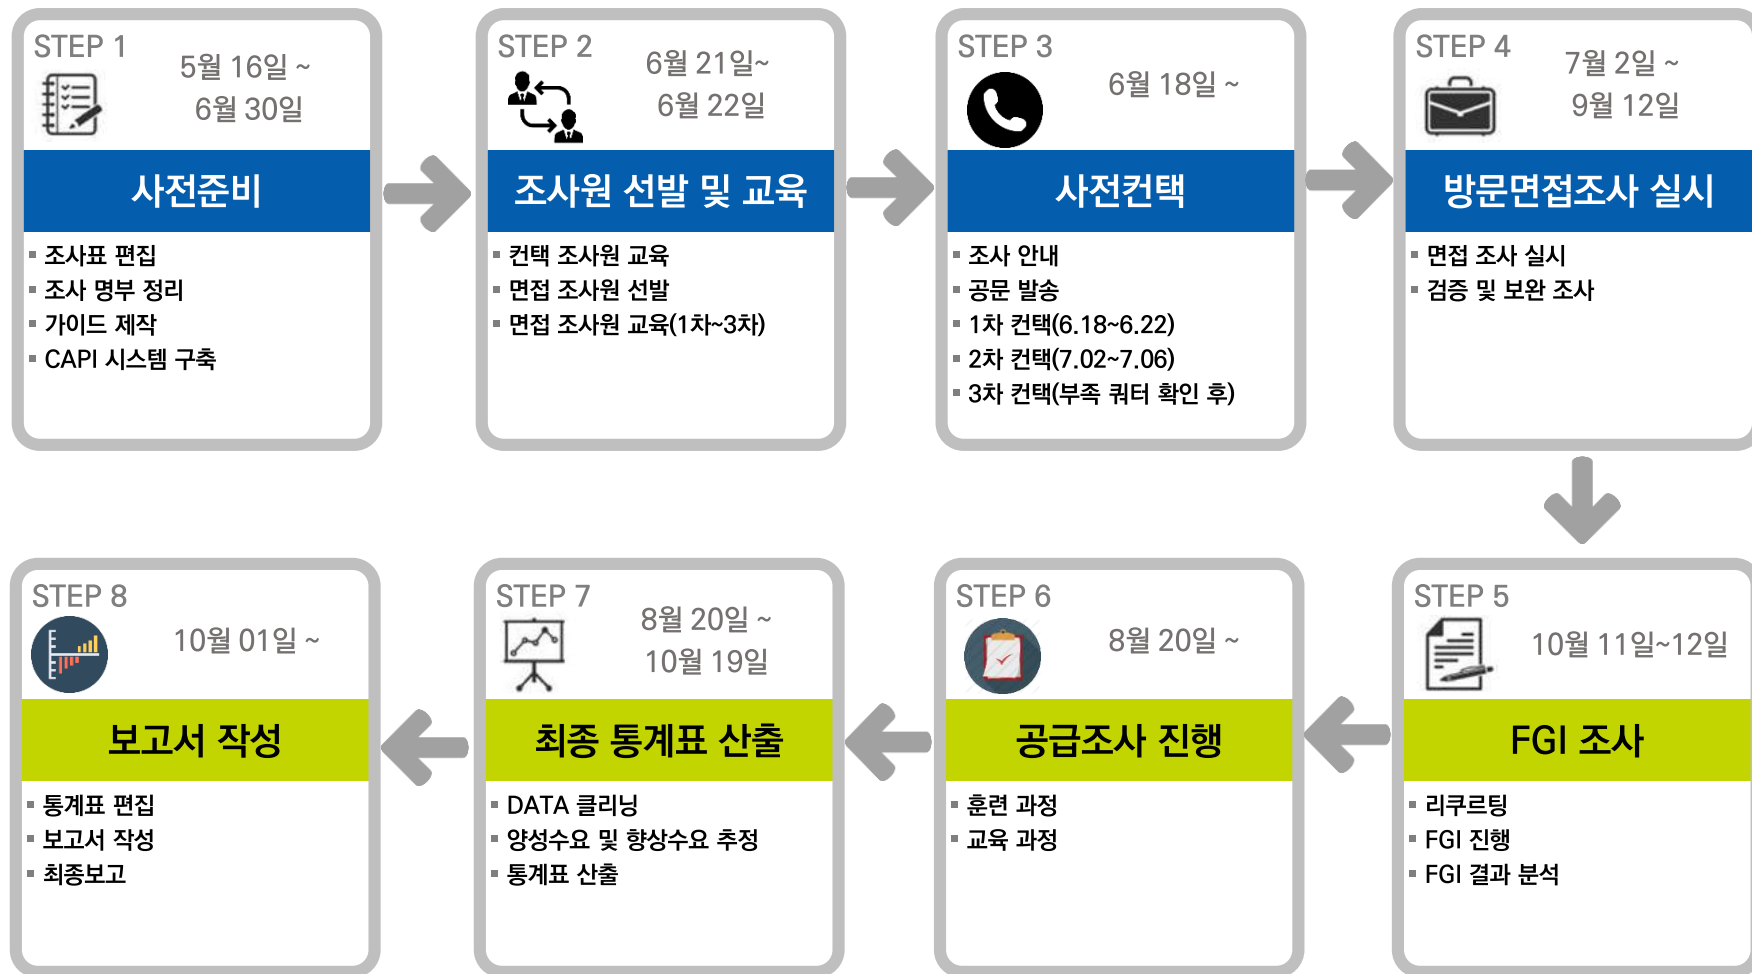 STEP 1
5월 16일 ~
6월 30일
사전준비
▪ 조사표 편집
▪ 조사 명부 정리
▪ 가이드 제작
▪ CAPI 시스템 구축
STEP 2
6월 21일~
6월 22일
조사원 선발 및 교육
▪ 컨택 조사원 교육
▪ 면접 조사원 선발
▪ 면접 조사원 교육(1차~3차)
STEP 3
6월 18일 ~
사전컨택
▪ 조사 안내
▪ 공문 발송
▪ 1차 컨택(6.18~6.22)
▪ 2차 컨택(7.02~7.06)
▪ 3차 컨택(부족 쿼터 확인 후)
STEP 4
7월 2일 ~
9월 12일
방문면접조사 실시
▪ 면접 조사 실시
▪ 검증 및 보완 조사
STEP 5
10월 11일~12일
FGI 조사
▪ 리쿠르팅
▪ FGI 진행
▪ FGI 결과 분석
STEP 6
8월 20일 ~
공급조사 진행
▪ 훈련 과정
▪ 교육 과정
STEP 7
8월 20일 ~
10월 19일
최종 통계표 산출
▪ DATA 클리닝
▪ 양성수요 및 향상수요 추정
▪ 통계표 산출
STEP 8
10월 01일 ~
보고서 작성
▪ 통계표 편집
▪ 보고서 작성
▪ 최종보고